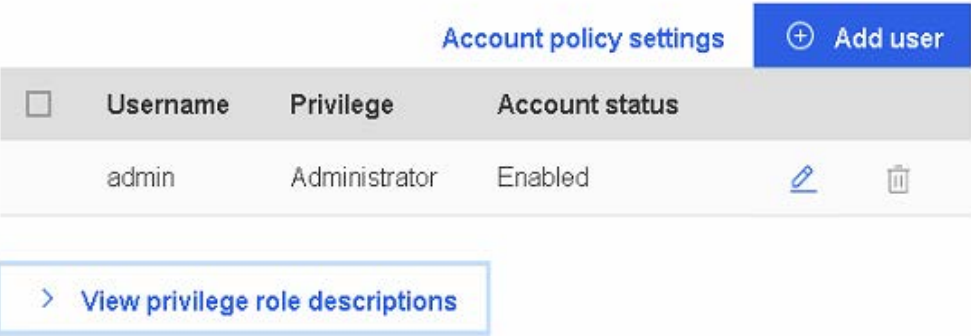 Account policy settings Add user
Username Privilege Account status
admin Administrator Enabled
View privilege role descriptions